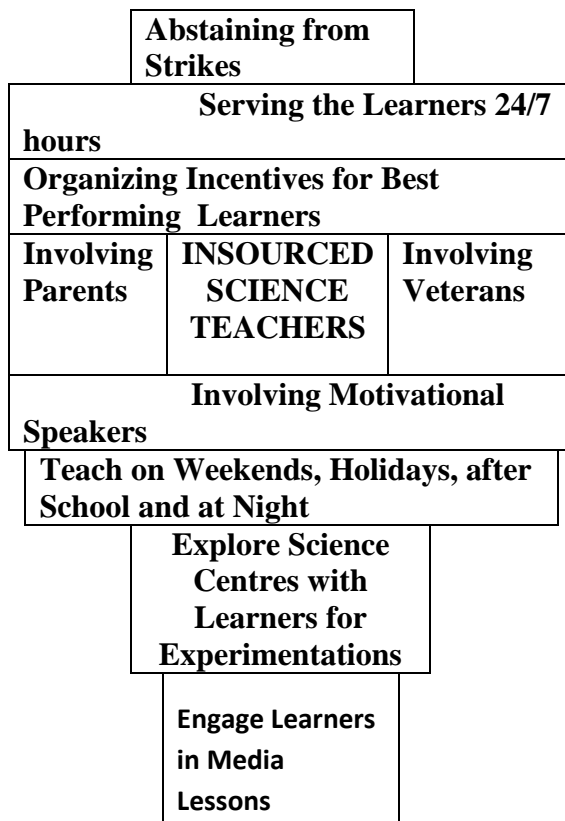 Abstaining from
Strikes
Serving the Learners 24/7
hours
Organizing Incentives for Best
Performing Learners
Involving
Parents
INSOURCED
SCIENCE
TEACHERS
Involving
Veterans
Involving Motivational
Speakers
Teach on Weekends, Holidays, after
School and at Night
Explore Science
Centres with
Learners for
Experimentations
Engage Learners
in Media
Lessons